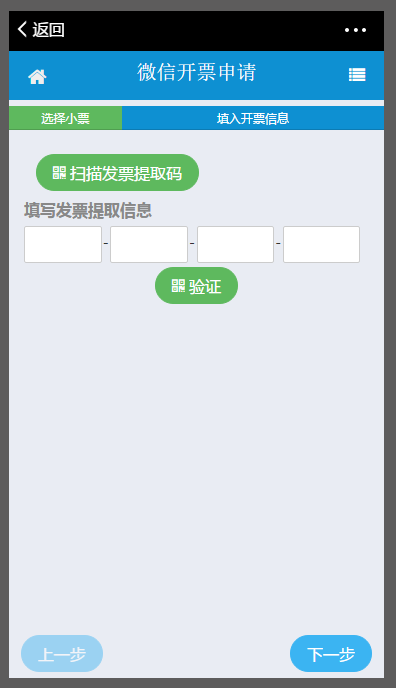 返回
微信开票申请
选择小票 填入开票信息
扫描发票提取码
填写发票提取信息
- - -
验证
上一步 下一步